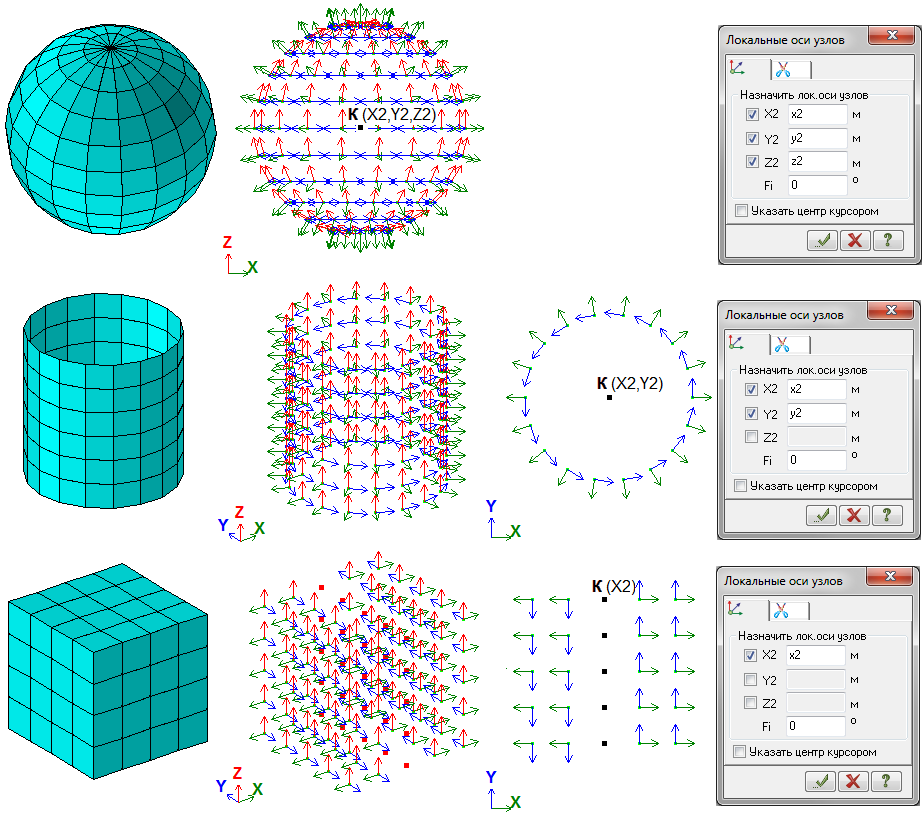 K (X2,Y2,Z2)
Z
X
Локальные оси узлов
Назначить лок.оси узлов
X2 x2 м
Y2 y2 м
Z2 z2 м
Fi 0 °
Указать центр курсором
?
K (X2,Y2)
Z
Y
X
Y
X
Локальные оси узлов
Назначить лок.оси узлов
X2 x2 м
Y2 y2 м
Z2 м
Fi 0 °
Указать центр курсором
?
K (X2)
Z
Y
X
Y
X
Локальные оси узлов
Назначить лок.оси узлов
X2 x2 м
Y2 м
Z2 м
Fi 0 °
Указать центр курсором
?